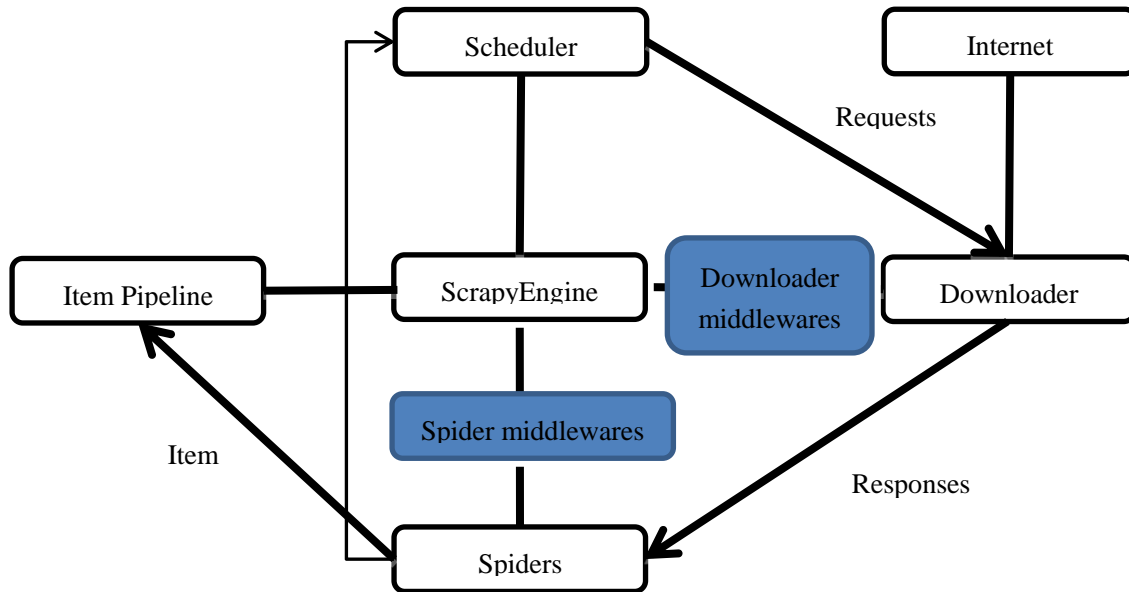 Scheduler
Internet
Requests
Item Pipeline
ScrapyEngine
Downloader
middlewares
Downloader
Spider middlewares
Item
Responses
Spiders